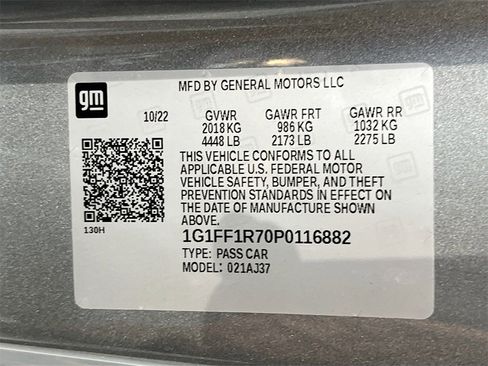 gm
MFD BY GENERAL MOTORS LLC
10/22 GVWR GAWR FRT GAWR RR
2018 KG 986 KG 1032 KG
4448 LB 2173 LB 2275 LB
THIS VEHICLE CONFORMS TO ALL
APPLICABLE U.S. FEDERAL MOTOR
VEHICLE SAFETY, BUMPER, AND THEFT
PREVENTION STANDARDS IN EFFECT ON
THE DATE OF MANUFACTURE SHOWN
ABOVE.
130H
1G1FF1R70P0116882
TYPE: PASS CAR
MODEL: 021AJ37